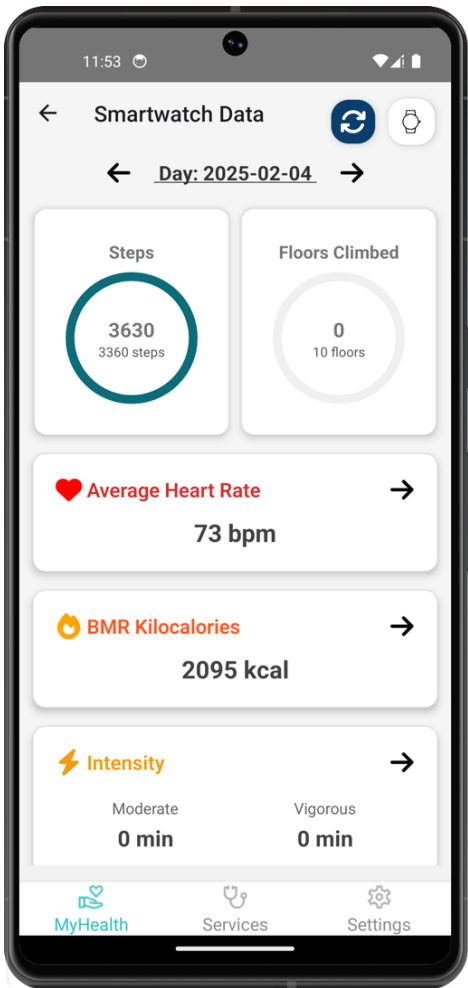 11:53
Smartwatch Data
Day: 2025-02-04
Steps
3630
3360 steps
Floors Climbed
0
10 floors
Average Heart Rate
73 bpm
BMR Kilocalories
2095 kcal
Intensity
Moderate
Vigorous
0 min
0 min
MyHealth
Services
Settings